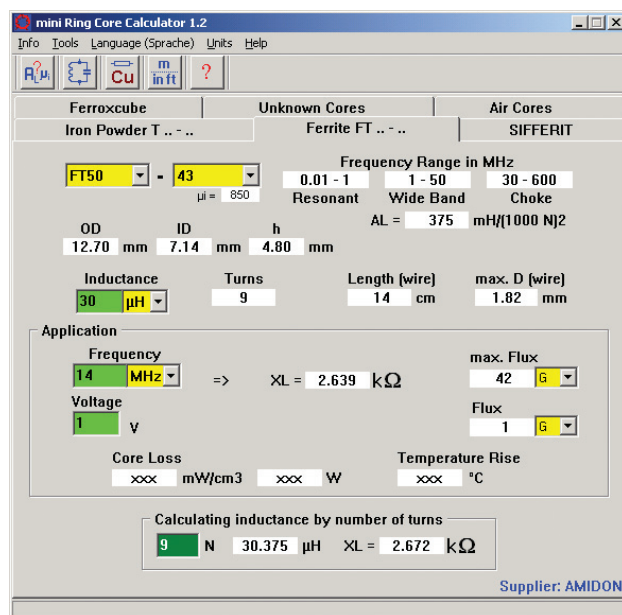 mini Ring Core Calculator 1.2
Info Tools Language (Sprache) Units Help
AL? µi Cu m in ft ?
Ferroxcube Unknown Cores Air Cores
Iron Powder T .. - .. Ferrite FT .. - .. SIFFERIT
Frequency Range in MHz
FT50 - 43 0.01 - 1 1 - 50 30 - 600
µi = 850 Resonant Wide Band Choke
AL = 375 mH/(1000 N)2
OD ID h
12.70 mm 7.14 mm 4.80 mm
Inductance Turns Length (wire) max. D (wire)
30 µH 9 14 cm 1.82 mm
Application
Frequency max. Flux
14 MHz => XL = 2.639 kΩ 42 G
Voltage Flux
1 V 1 G
Core Loss Temperature Rise
xxx mW/cm3 xxx W xxx °C
Calculating inductance by number of turns
9 N 30.375 µH XL = 2.672 kΩ
Supplier: AMIDON